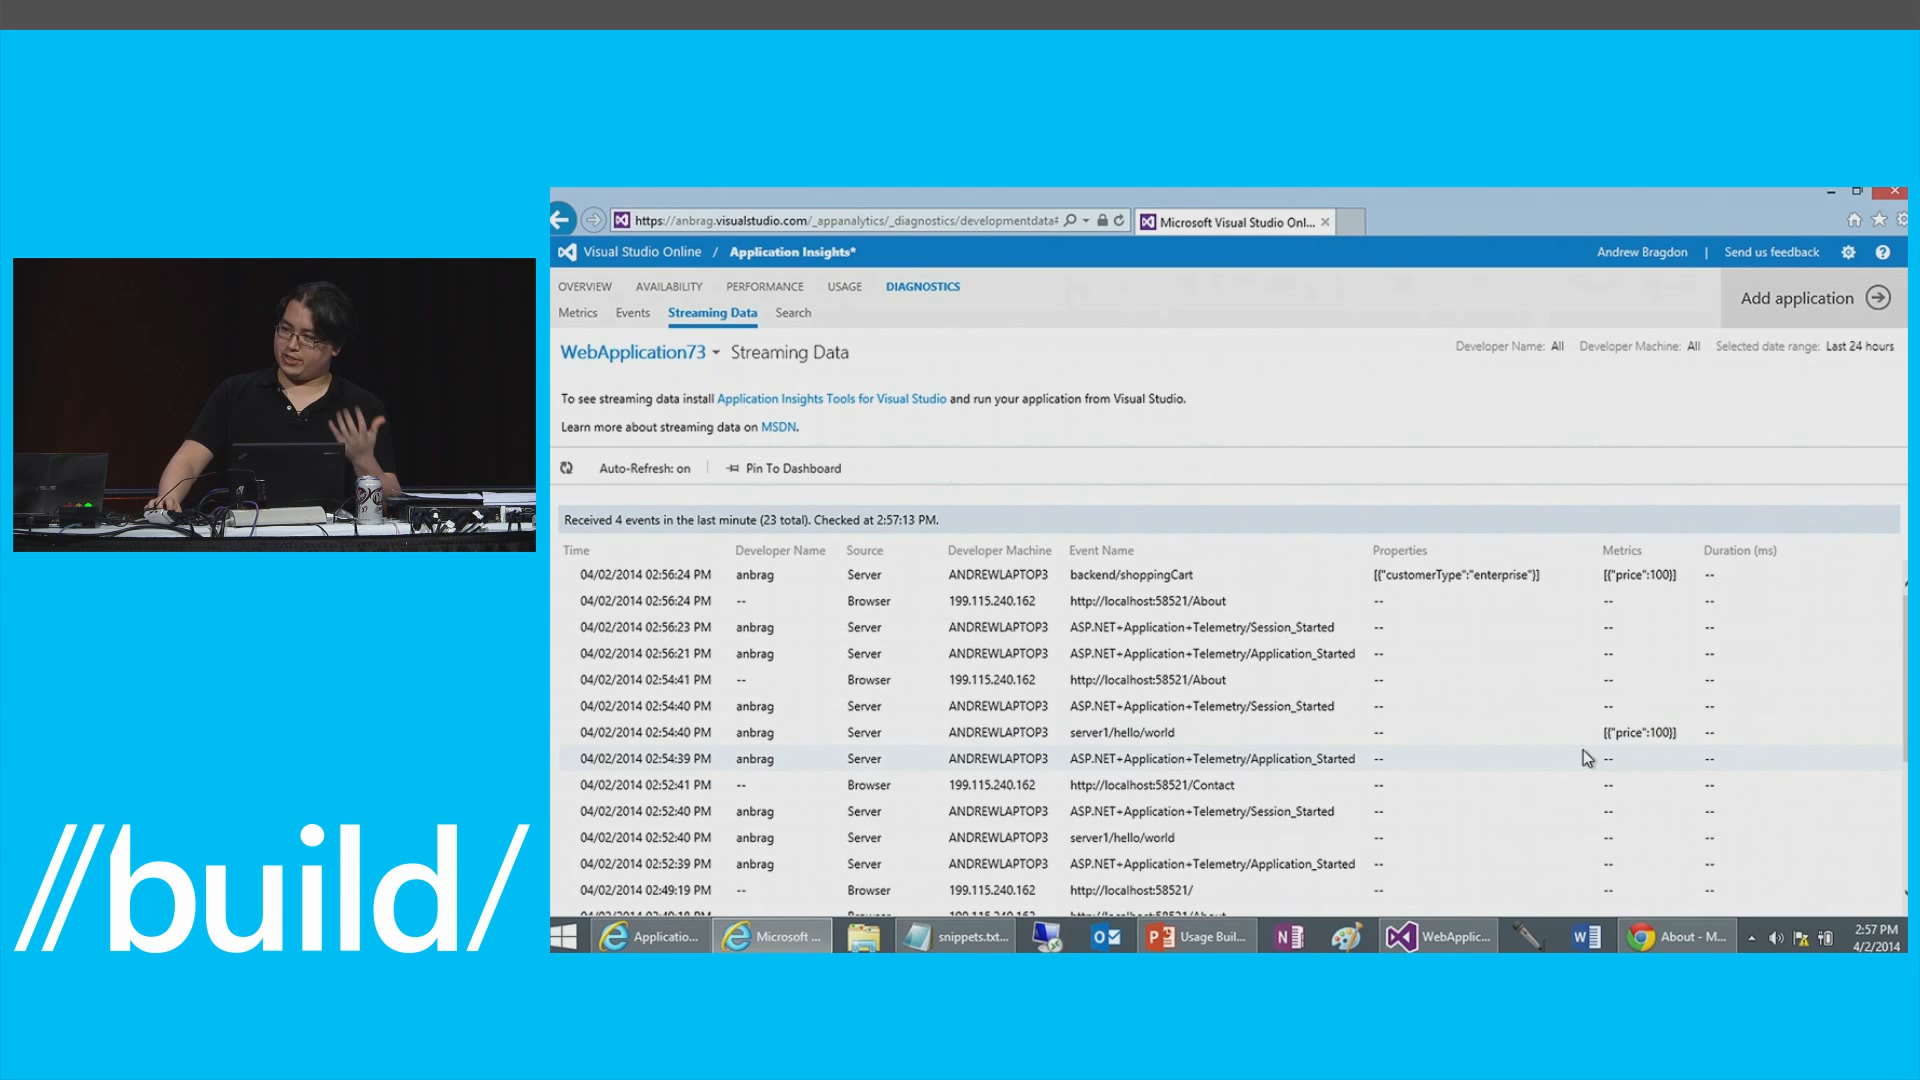 https://anbrag.visualstudio.com/_appanalytics/_diagnostics/developmentdata#
Microsoft Visual Studio Onl...
Visual Studio Online / Application Insights*
Andrew Bragdon | Send us feedback
OVERVIEW AVAILABILITY PERFORMANCE USAGE DIAGNOSTICS
Add application
Metrics Events Streaming Data Search
WebApplication73 Streaming Data
Developer Name: All Developer Machine: All Selected date range: Last 24 hours
To see streaming data install Application Insights Tools for Visual Studio and run your application from Visual Studio.
Learn more about streaming data on MSDN.
Auto-Refresh: on | Pin To Dashboard
Received 4 events in the last minute (23 total). Checked at 2:57:13 PM.
Time Developer Name Source Developer Machine Event Name Properties Metrics Duration (ms)
04/02/2014 02:56:24 PM anbrag Server ANDREWLAPTOP3 backend/shoppingCart [{"customerType":"enterprise"}] [{"price":100}] --
04/02/2014 02:56:24 PM -- Browser 199.115.240.162 http://localhost:58521/About -- -- --
04/02/2014 02:56:23 PM anbrag Server ANDREWLAPTOP3 ASP.NET+Application+Telemetry/Session_Started -- -- --
04/02/2014 02:56:21 PM anbrag Server ANDREWLAPTOP3 ASP.NET+Application+Telemetry/Application_Started -- -- --
04/02/2014 02:54:41 PM -- Browser 199.115.240.162 http://localhost:58521/About -- -- --
04/02/2014 02:54:40 PM anbrag Server ANDREWLAPTOP3 ASP.NET+Application+Telemetry/Session_Started -- -- --
04/02/2014 02:54:40 PM anbrag Server ANDREWLAPTOP3 server1/hello/world -- [{"price":100}] --
04/02/2014 02:54:39 PM anbrag Server ANDREWLAPTOP3 ASP.NET+Application+Telemetry/Application_Started -- -- --
04/02/2014 02:52:41 PM -- Browser 199.115.240.162 http://localhost:58521/Contact -- -- --
04/02/2014 02:52:40 PM anbrag Server ANDREWLAPTOP3 ASP.NET+Application+Telemetry/Session_Started -- -- --
04/02/2014 02:52:40 PM anbrag Server ANDREWLAPTOP3 server1/hello/world -- -- --
04/02/2014 02:52:39 PM anbrag Server ANDREWLAPTOP3 ASP.NET+Application+Telemetry/Application_Started -- -- --
04/02/2014 02:49:19 PM -- Browser 199.115.240.162 http://localhost:58521/ -- -- --
Applicatio... Microsoft ... snippets.txt... Usage Buil... WebApplic... About - M... 2:57 PM
4/2/2014
//build/